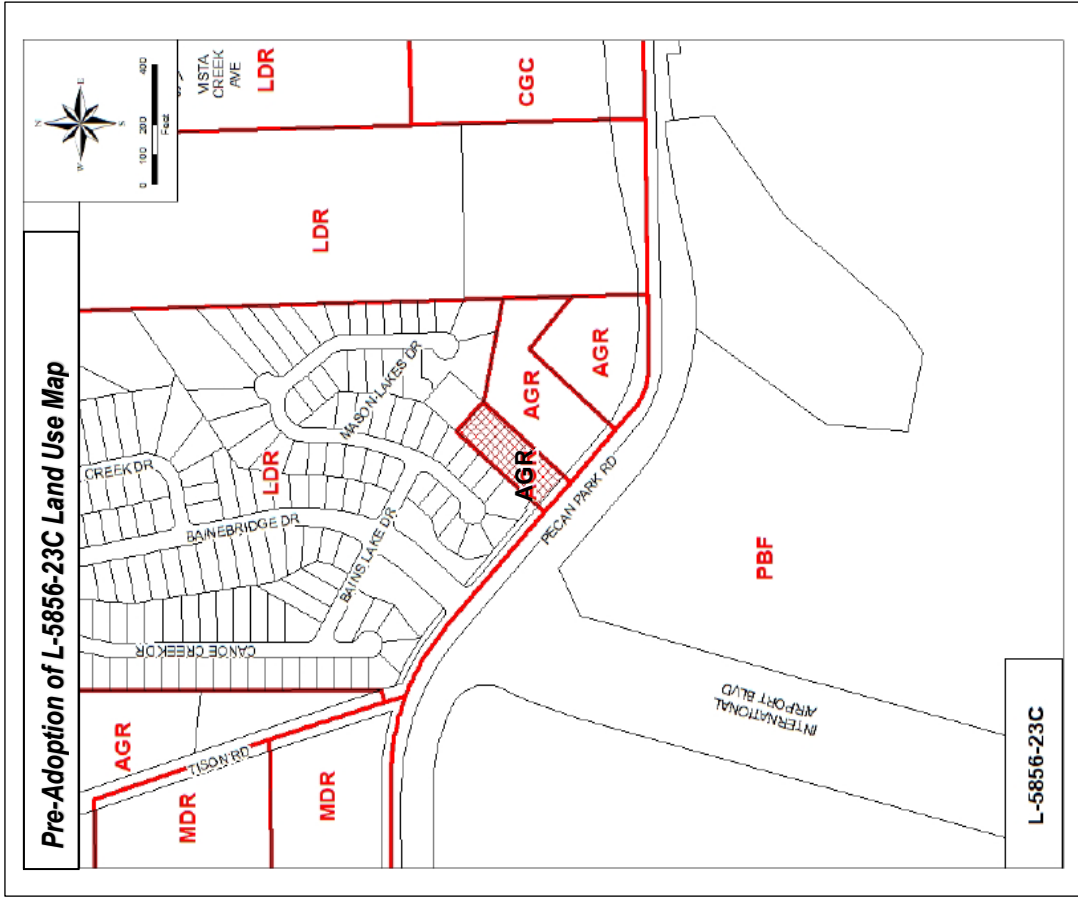 Pre-Adoption of L-5856-23C Land Use Map
N
E
S
W
0 100 200 400
Feet
VISTA
CREEK
AVE
LDR
CGC
LDR
CREEK DR
LDR
BAINEBRIDGE DR
MASON LAKES DR
BAINS LAKE DR
CANOE CREEK DR
AGR
AGR
AGR
PECAN PARK RD
AGR
TISON RD
MDR
MDR
PBF
INTERNATIONAL
AIRPORT BLVD
L-5856-23C